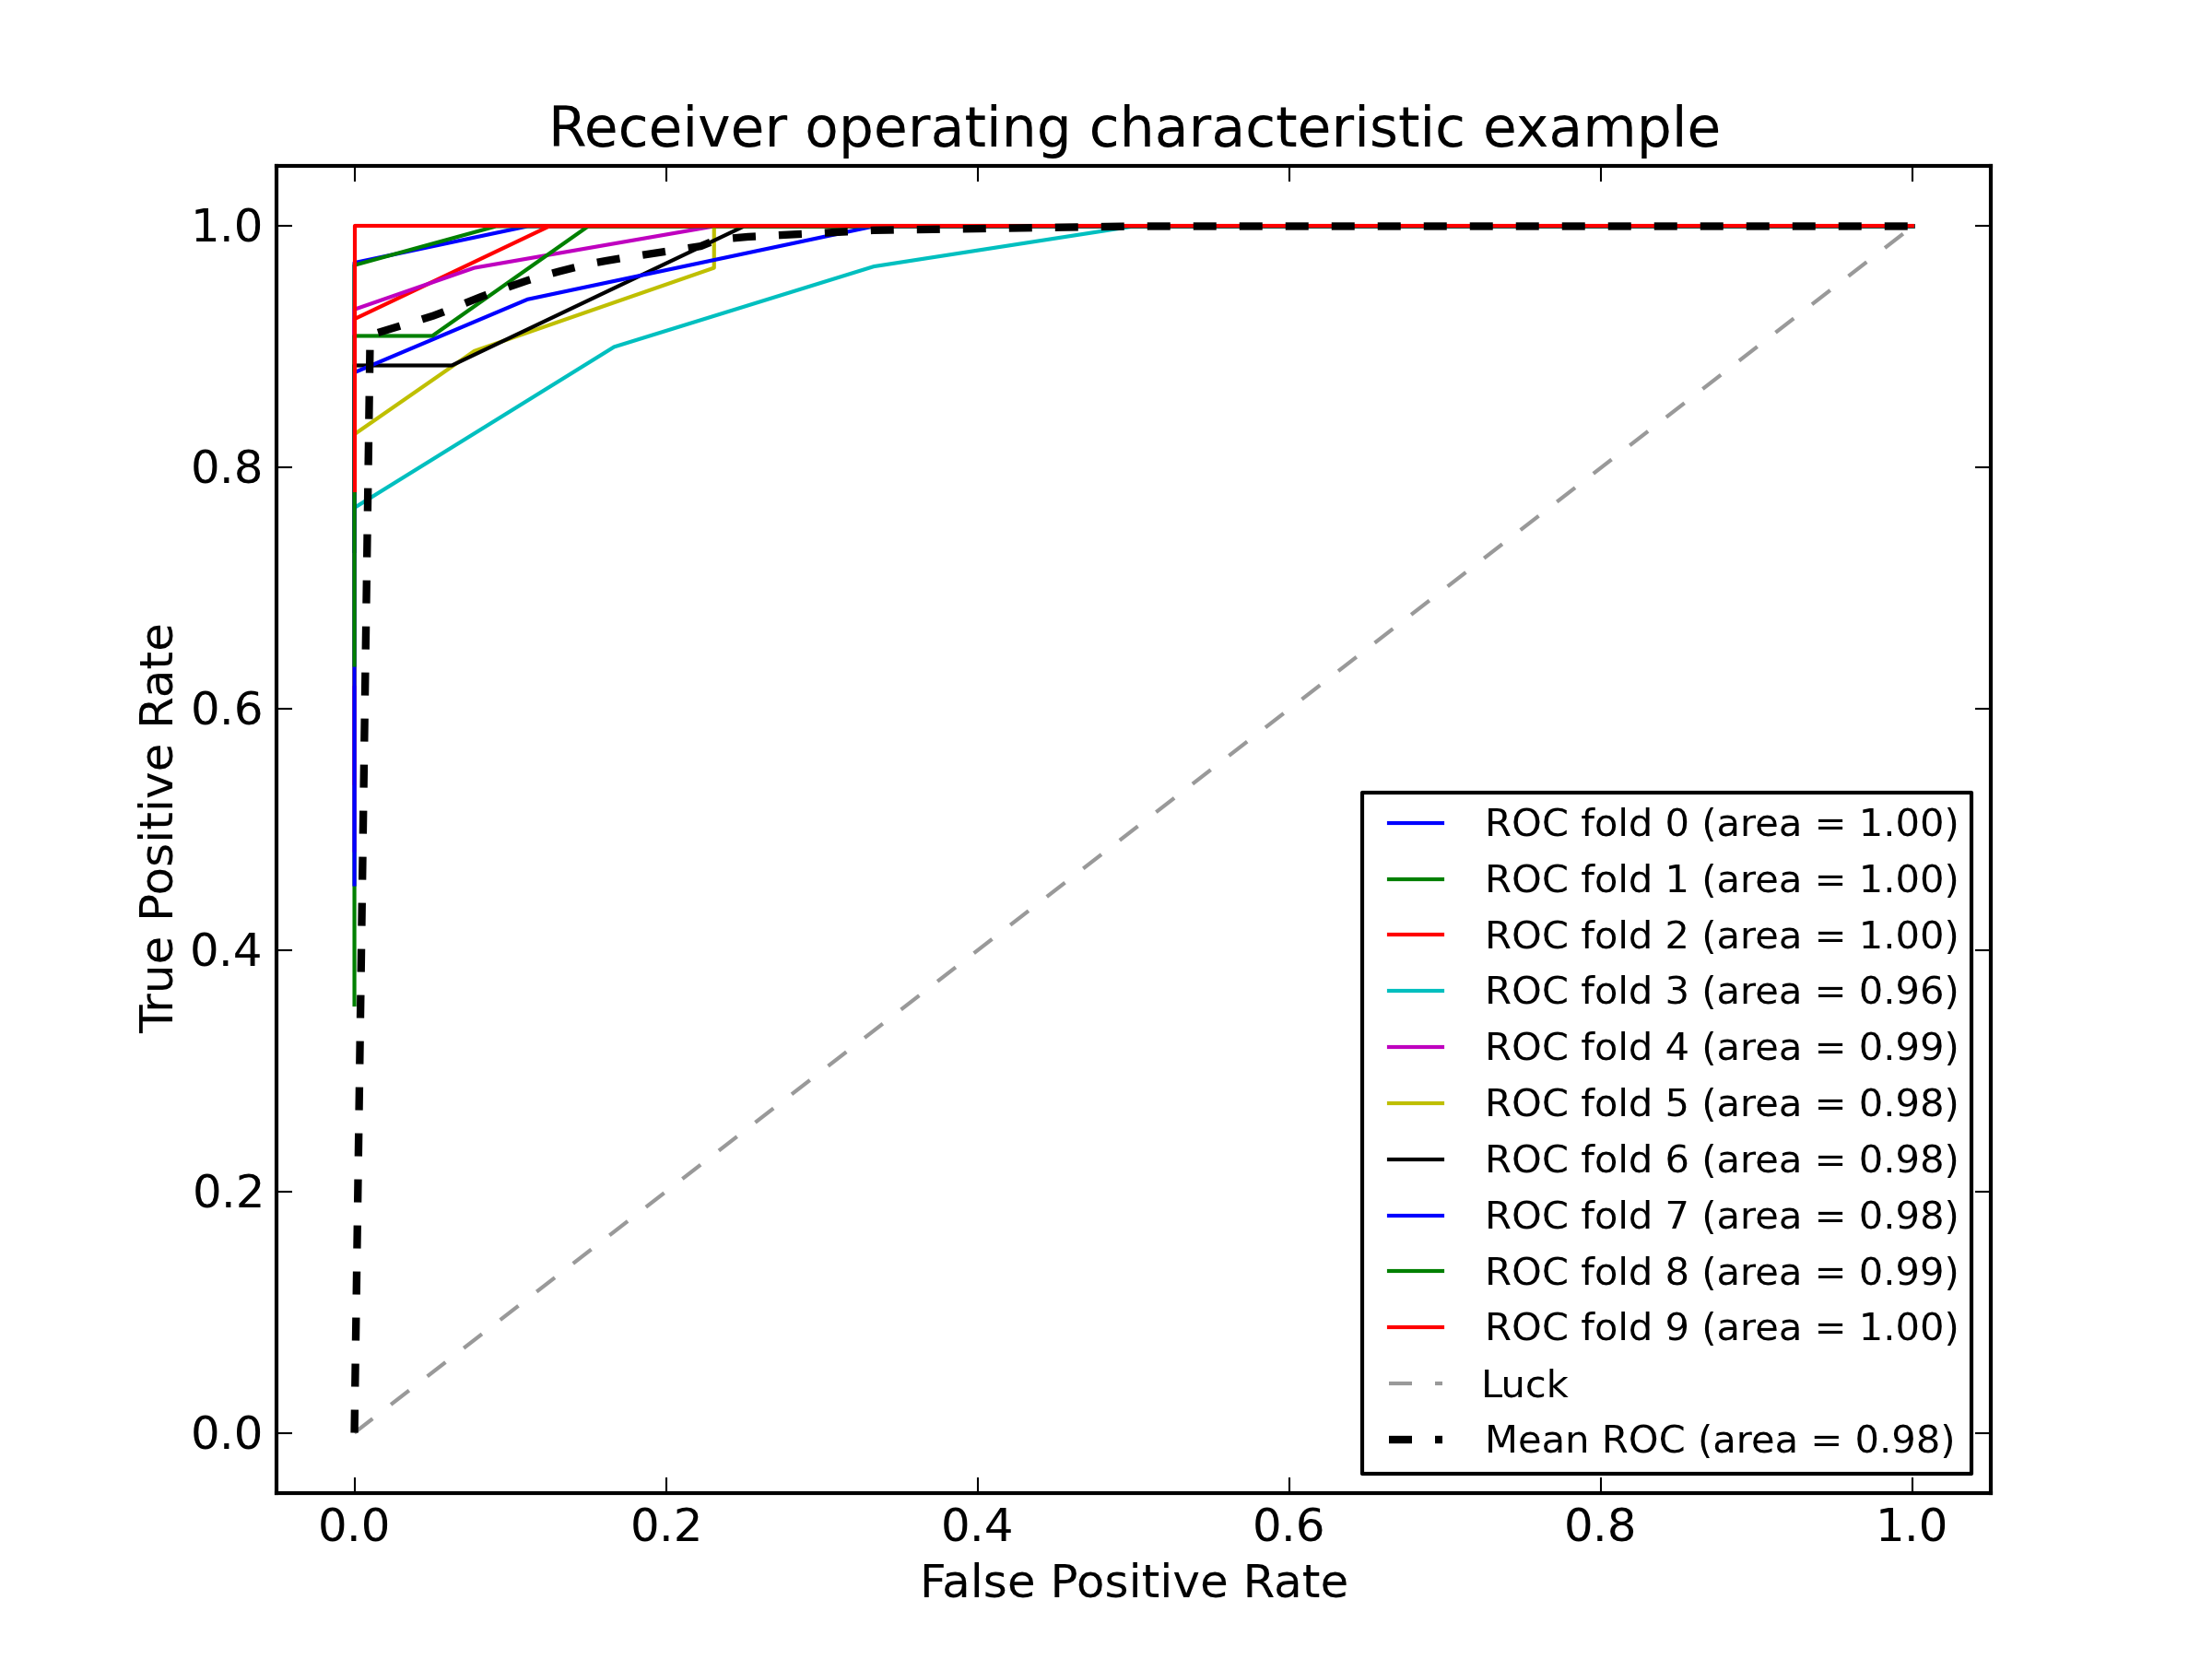 Receiver operating characteristic example
1.0
0.8
0.6
0.4
0.2
0.0
True Positive Rate
0.0 0.2 0.4 0.6 0.8 1.0
False Positive Rate
ROC fold 0 (area = 1.00)
ROC fold 1 (area = 1.00)
ROC fold 2 (area = 1.00)
ROC fold 3 (area = 0.96)
ROC fold 4 (area = 0.99)
ROC fold 5 (area = 0.98)
ROC fold 6 (area = 0.98)
ROC fold 7 (area = 0.98)
ROC fold 8 (area = 0.99)
ROC fold 9 (area = 1.00)
Luck
Mean ROC (area = 0.98)